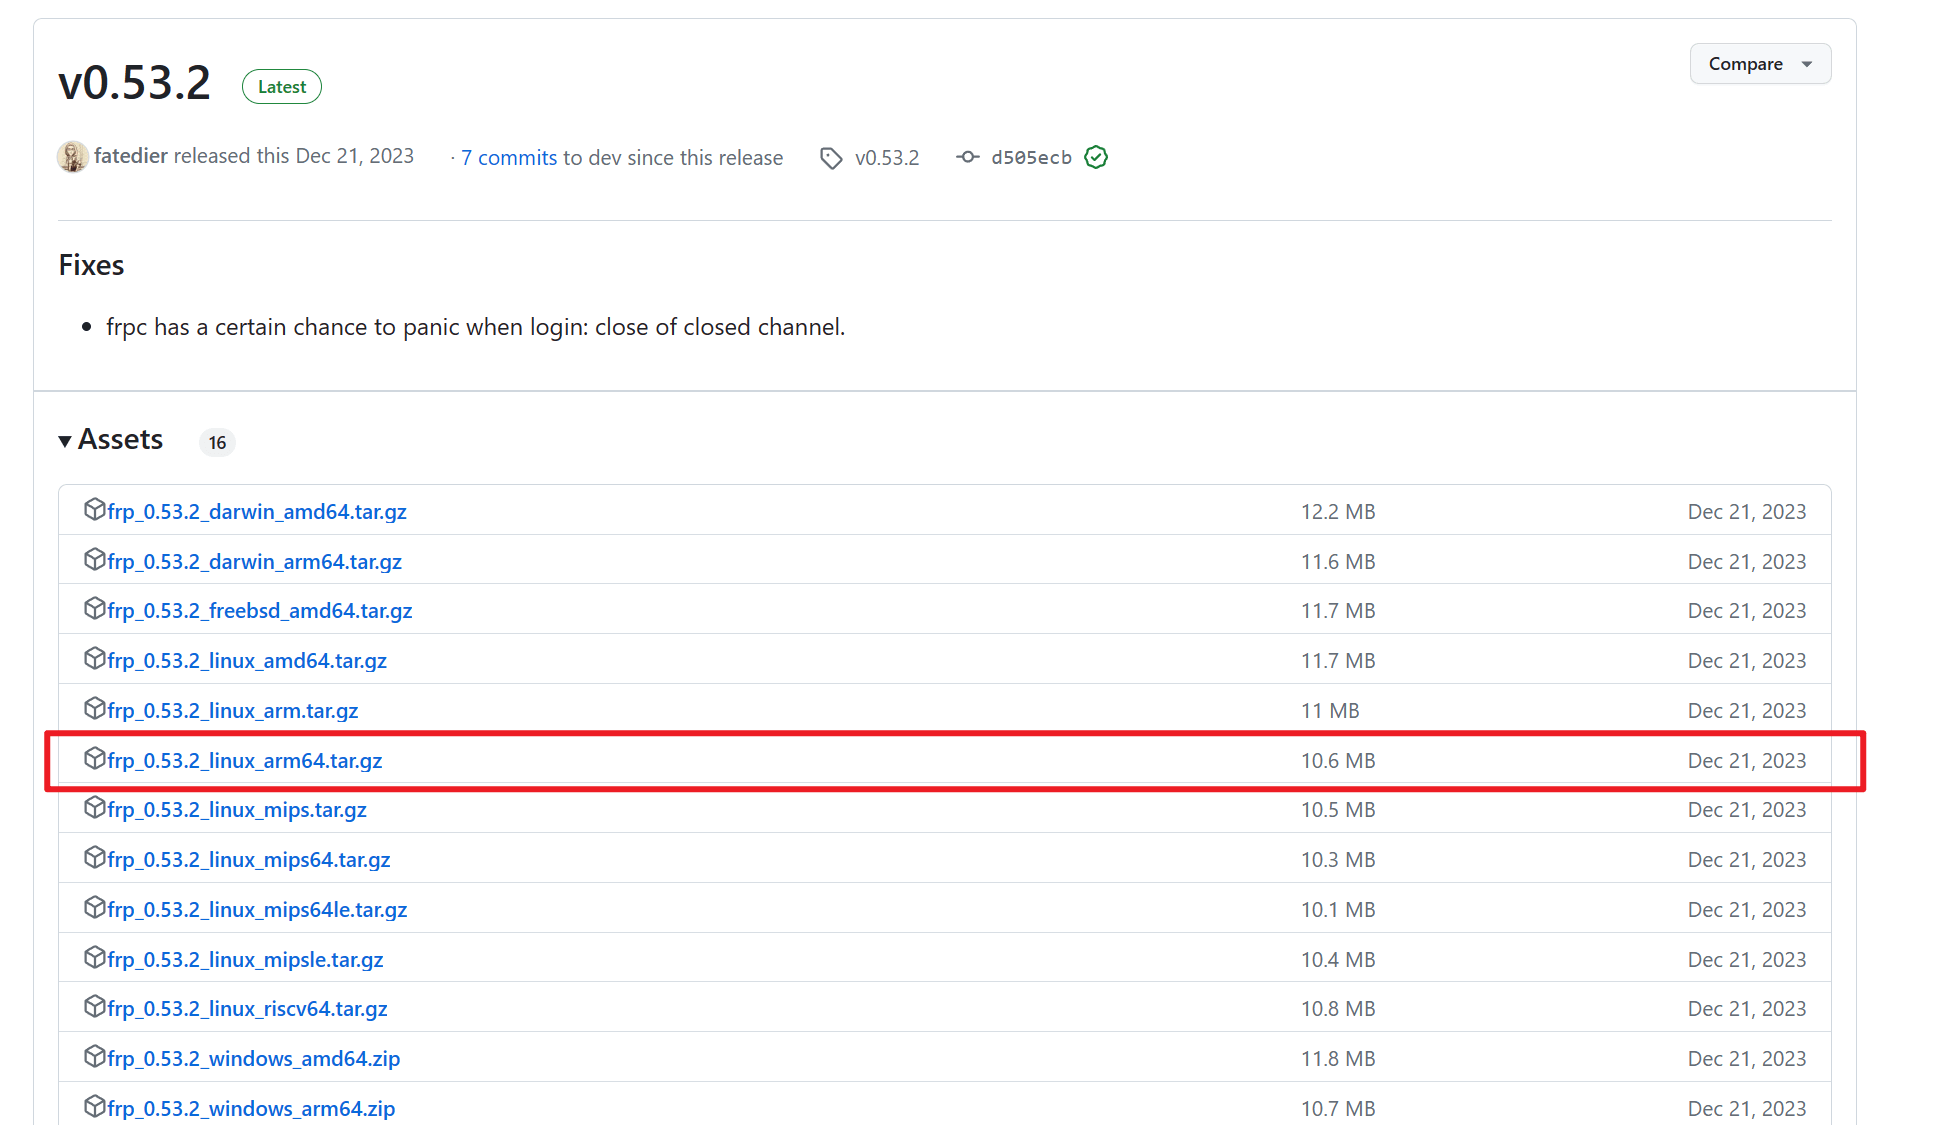 v0.53.2 Latest Compare
fatedier released this Dec 21, 2023 · 7 commits to dev since this release v0.53.2 d505ecb
Fixes
• frpc has a certain chance to panic when login: close of closed channel.
Assets 16
frp_0.53.2_darwin_amd64.tar.gz 12.2 MB Dec 21, 2023
frp_0.53.2_darwin_arm64.tar.gz 11.6 MB Dec 21, 2023
frp_0.53.2_freebsd_amd64.tar.gz 11.7 MB Dec 21, 2023
frp_0.53.2_linux_amd64.tar.gz 11.7 MB Dec 21, 2023
frp_0.53.2_linux_arm.tar.gz 11 MB Dec 21, 2023
frp_0.53.2_linux_arm64.tar.gz 10.6 MB Dec 21, 2023
frp_0.53.2_linux_mips.tar.gz 10.5 MB Dec 21, 2023
frp_0.53.2_linux_mips64.tar.gz 10.3 MB Dec 21, 2023
frp_0.53.2_linux_mips64le.tar.gz 10.1 MB Dec 21, 2023
frp_0.53.2_linux_mipsle.tar.gz 10.4 MB Dec 21, 2023
frp_0.53.2_linux_riscv64.tar.gz 10.8 MB Dec 21, 2023
frp_0.53.2_windows_amd64.zip 11.8 MB Dec 21, 2023
frp_0.53.2_windows_arm64.zip 10.7 MB Dec 21, 2023